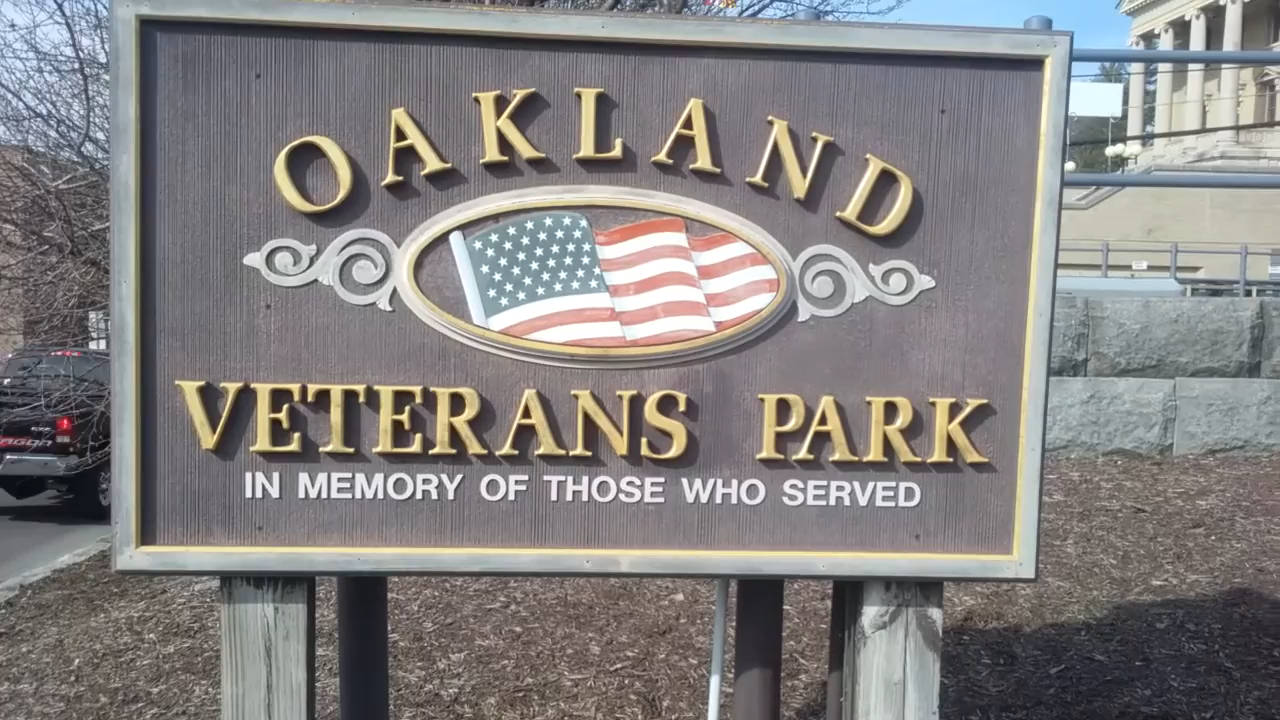 OAKLAND
VETERANS PARK
IN MEMORY OF THOSE WHO SERVED